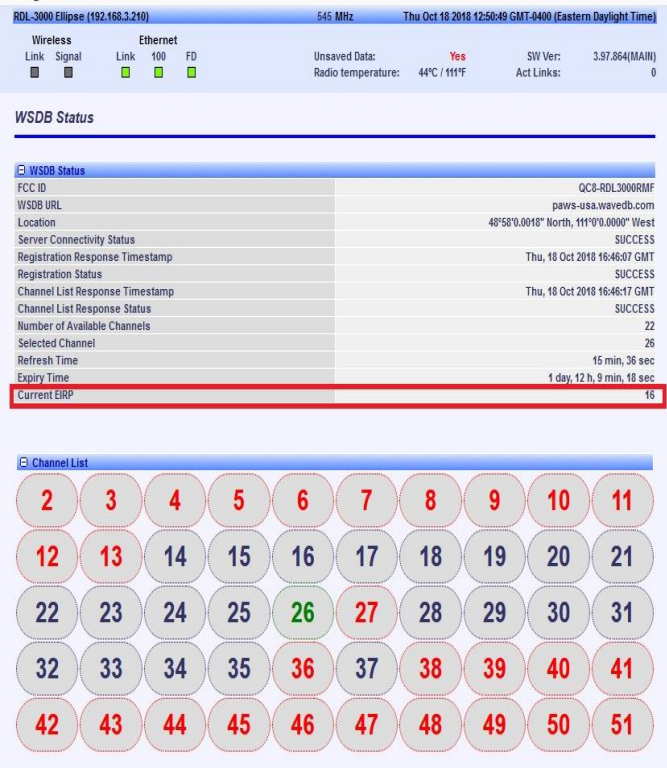 RDL-3000 Ellipse (192.168.3.210) 545 MHz Thu Oct 18 2018 12:50:49 GMT-0400 (Eastern Daylight Time)
Wireless Ethernet
Link Signal Link 100 FD
Unsaved Data: Yes SW Ver: 3.97.864(MAIN)
Radio temperature: 44°C / 111°F Act Links: 0
WSDB Status
WSDB Status
FCC ID QC8-RDL3000RMF
WSDB URL paws-usa.wavedb.com
Location 48°58'0.0018" North, 111°0'0.0000" West
Server Connectivity Status SUCCESS
Registration Response Timestamp Thu, 18 Oct 2018 16:46:07 GMT
Registration Status SUCCESS
Channel List Response Timestamp Thu, 18 Oct 2018 16:46:17 GMT
Channel List Response Status SUCCESS
Number of Available Channels 22
Selected Channel 26
Refresh Time 15 min, 36 sec
Expiry Time 1 day, 12 h, 9 min, 18 sec
Current EIRP 16
Channel List
2 3 4 5 6 7 8 9 10 11
12 13 14 15 16 17 18 19 20 21
22 23 24 25 26 27 28 29 30 31
32 33 34 35 36 37 38 39 40 41
42 43 44 45 46 47 48 49 50 51